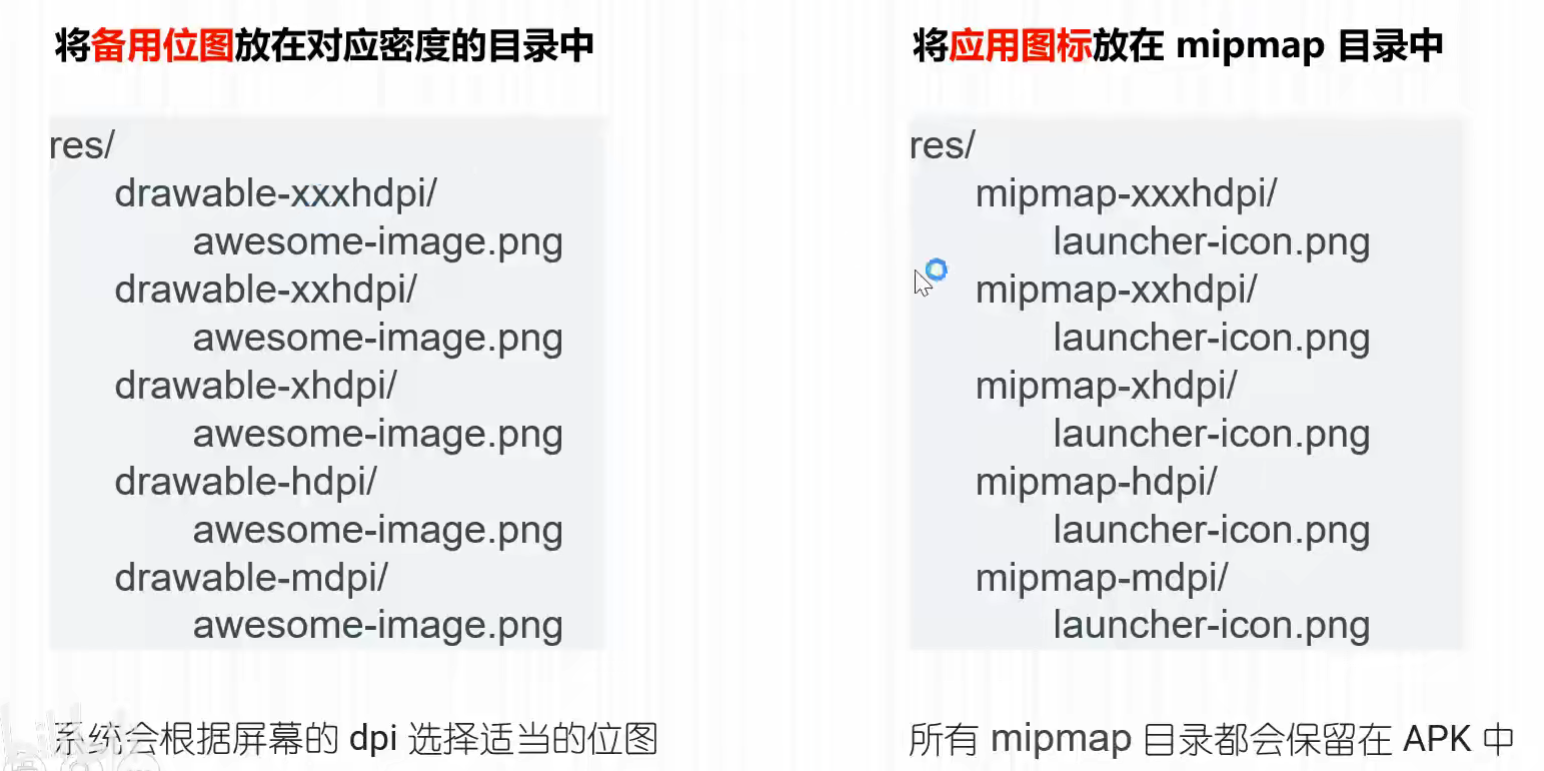 将备用位图放在对应密度的目录中
res/
drawable-xxxhdpi/
awesome-image.png
drawable-xxhdpi/
awesome-image.png
drawable-xhdpi/
awesome-image.png
drawable-hdpi/
awesome-image.png
drawable-mdpi/
awesome-image.png
系统会根据屏幕的 dpi 选择适当的位图
将应用图标放在 mipmap 目录中
res/
mipmap-xxxhdpi/
launcher-icon.png
mipmap-xxhdpi/
launcher-icon.png
mipmap-xhdpi/
launcher-icon.png
mipmap-hdpi/
launcher-icon.png
mipmap-mdpi/
launcher-icon.png
所有 mipmap 目录都会保留在 APK 中